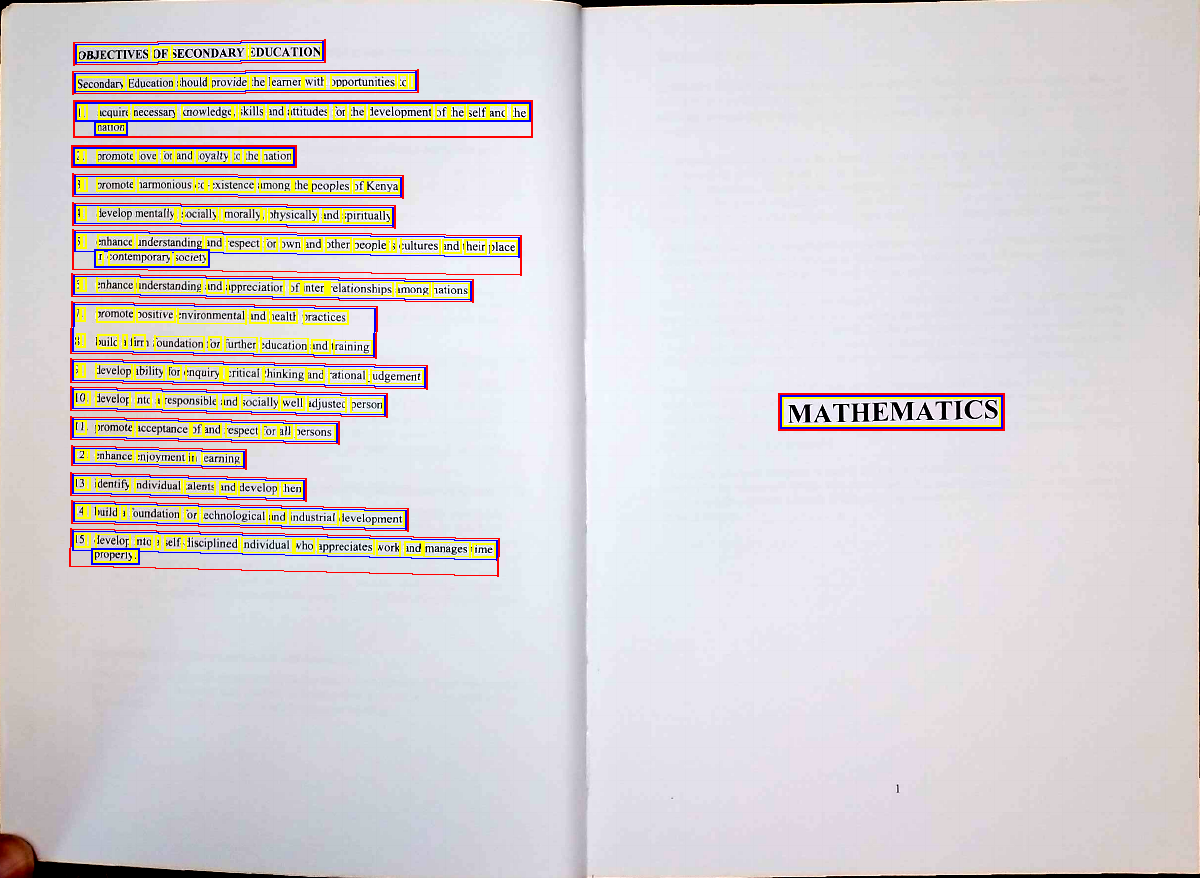 OBJECTIVES OF SECONDARY EDUCATION
Secondary Education should provide the learner with opportunities to
1. acquire necessary knowledge, skills and attitudes for the development of the self and the
nation
2. promote love for and loyalty to the nation
3 promote harmonious co-existence among the peoples of Kenya
4 develop mentally socially morally, physically and spiritually
5 enhance understanding and respect for own and other people's cultures and their place
in contemporary society
6 enhance understanding and appreciation of inter relationships among nations
7. promote positive environmental and health practices
8 build a firm foundation for further education and training
9 develop ability for enquiry critical thinking and rational judgement
10. develop into a responsible and socially well adjusted person
11. promote acceptance of and respect for all persons
12 enhance enjoyment in learning
13 identify individual talents and develop them
14 build a foundation for technological and industrial development
15 develop into a self-disciplined individual who appreciates work and manages time
property.
MATHEMATICS
1